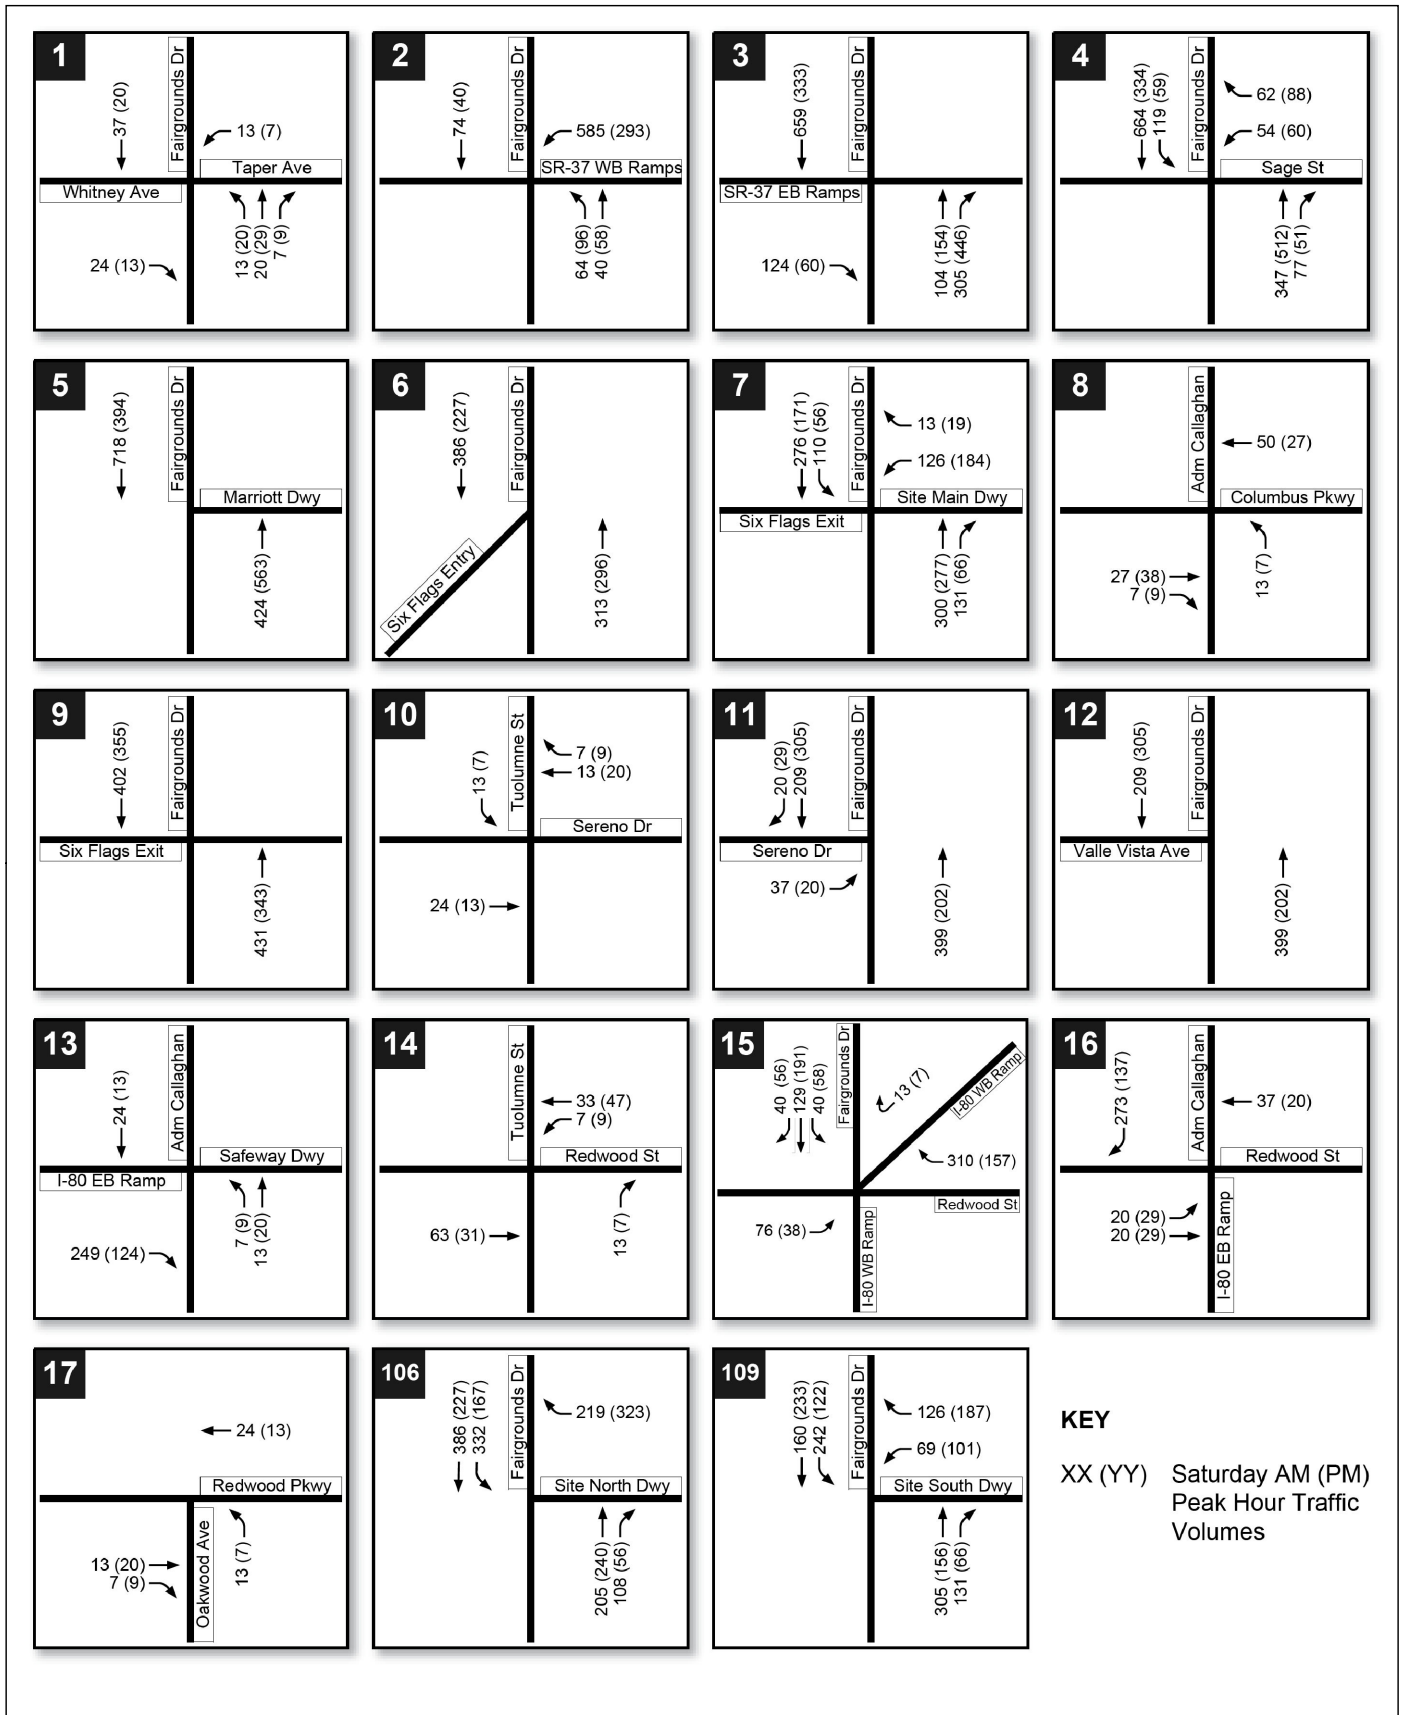 1
37 (20)
Fairgrounds Dr
13 (7)
Taper Ave
Whitney Ave
24 (13)
13 (20)
20 (29)
7 (9)
2
74 (40)
Fairgrounds Dr
585 (293)
SR-37 WB Ramps
64 (96)
40 (58)
3
659 (333)
Fairgrounds Dr
SR-37 EB Ramps
124 (60)
104 (154)
305 (446)
4
664 (334)
119 (59)
Fairgrounds Dr
62 (88)
54 (60)
Sage St
347 (512)
77 (51)
5
718 (394)
Fairgrounds Dr
Marriott Dwy
424 (563)
6
386 (227)
Fairgrounds Dr
Six Flags Entry
313 (296)
7
276 (171)
110 (56)
Fairgrounds Dr
13 (19)
126 (184)
Site Main Dwy
Six Flags Exit
300 (277)
131 (66)
8
Adm Callaghan
50 (27)
Columbus Pkwy
27 (38)
7 (9)
13 (7)
9
402 (355)
Fairgrounds Dr
Six Flags Exit
431 (343)
10
13 (7)
Tuolumne St
7 (9)
13 (20)
Sereno Dr
24 (13)
11
20 (29)
209 (305)
Fairgrounds Dr
Sereno Dr
37 (20)
399 (202)
12
209 (305)
Fairgrounds Dr
Valle Vista Ave
399 (202)
13
24 (13)
Adm Callaghan
Safeway Dwy
I-80 EB Ramp
249 (124)
7 (9)
13 (20)
14
Tuolumne St
33 (47)
7 (9)
Redwood St
63 (31)
13 (7)
15
40 (56)
129 (191)
40 (58)
Fairgrounds Dr
13 (7)
I-80 WB Ramp
310 (157)
Redwood St
76 (38)
I-80 WB Ramp
16
273 (137)
Adm Callaghan
37 (20)
Redwood St
20 (29)
20 (29)
I-80 EB Ramp
17
24 (13)
Redwood Pkwy
13 (20)
7 (9)
Oakwood Ave
13 (7)
106
386 (227)
332 (167)
Fairgrounds Dr
219 (323)
Site North Dwy
205 (240)
108 (56)
109
160 (233)
242 (122)
Fairgrounds Dr
126 (187)
69 (101)
Site South Dwy
305 (156)
131 (66)
KEY
XX (YY) Saturday AM (PM)
Peak Hour Traffic
Volumes